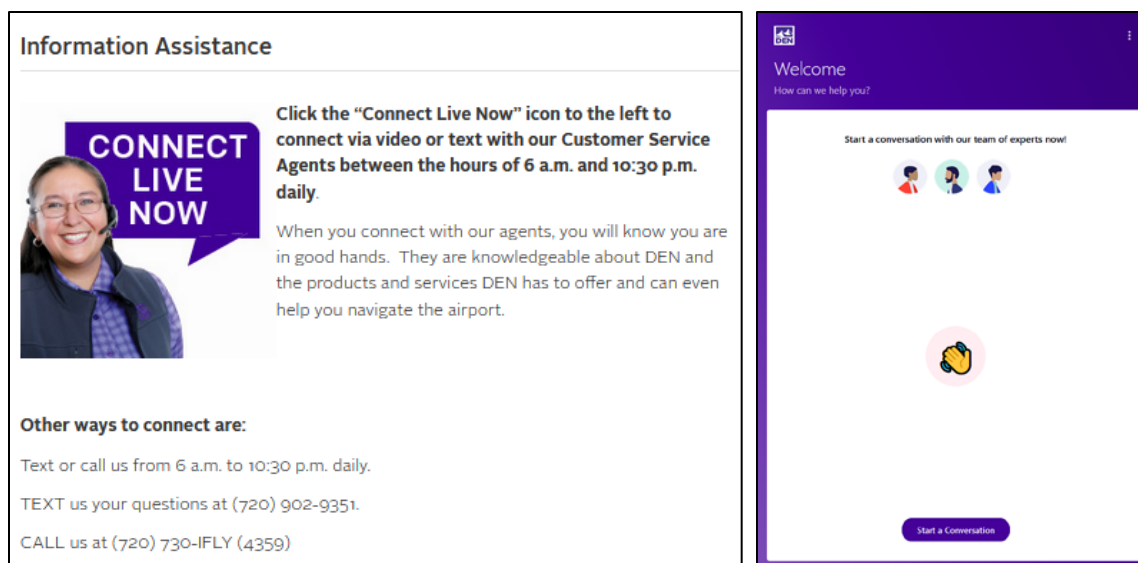 Information Assistance
CONNECT
LIVE
NOW
Click the “Connect Live Now” icon to the left to
connect via video or text with our Customer Service
Agents between the hours of 6 a.m. and 10:30 p.m.
daily.
When you connect with our agents, you will know you are
in good hands.  They are knowledgeable about DEN and
the products and services DEN has to offer and can even
help you navigate the airport.
Other ways to connect are:
Text or call us from 6 a.m. to 10:30 p.m. daily.
TEXT us your questions at (720) 902-9351.
CALL us at (720) 730-IFLY (4359)
DEN
Welcome
How can we help you?
Start a conversation with our team of experts now!
Start a Conversation